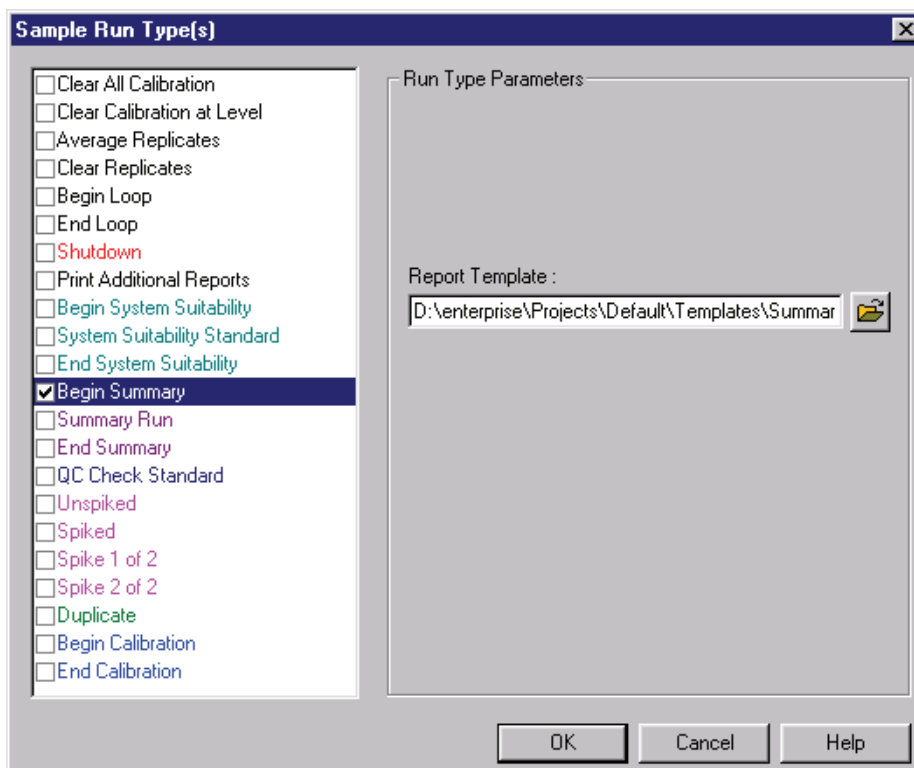 Sample Run Type(s)
Clear All Calibration
Clear Calibration at Level
Average Replicates
Clear Replicates
Begin Loop
End Loop
Shutdown
Print Additional Reports
Begin System Suitability
System Suitability Standard
End System Suitability
Begin Summary
Summary Run
End Summary
QC Check Standard
Unspiked
Spiked
Spike 1 of 2
Spike 2 of 2
Duplicate
Begin Calibration
End Calibration
Run Type Parameters
Report Template :
D:\enterprise\Projects\Default\Templates\Summar
OK Cancel Help